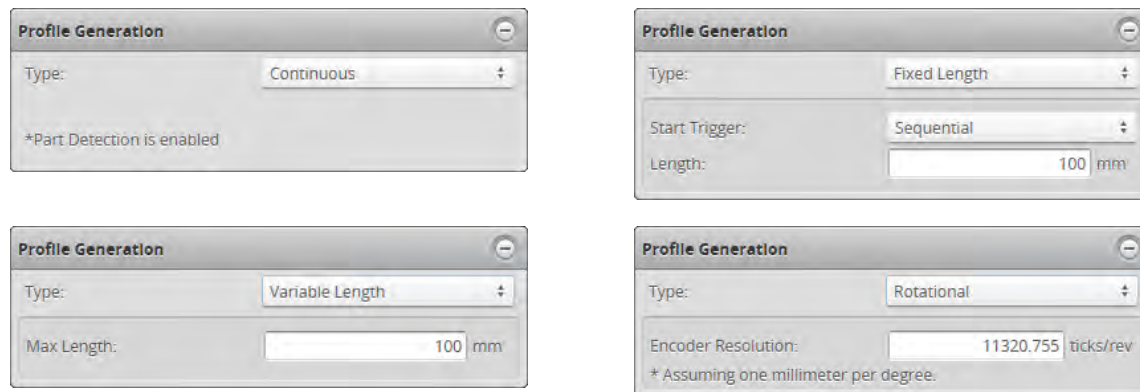 Profile Generation
Type: Continuous
*Part Detection is enabled
Profile Generation
Type: Fixed Length
Start Trigger: Sequential
Length: 100 mm
Profile Generation
Type: Variable Length
Max Length: 100 mm
Profile Generation
Type: Rotational
Encoder Resolution: 11320.755 ticks/rev
* Assuming one millimeter per degree.